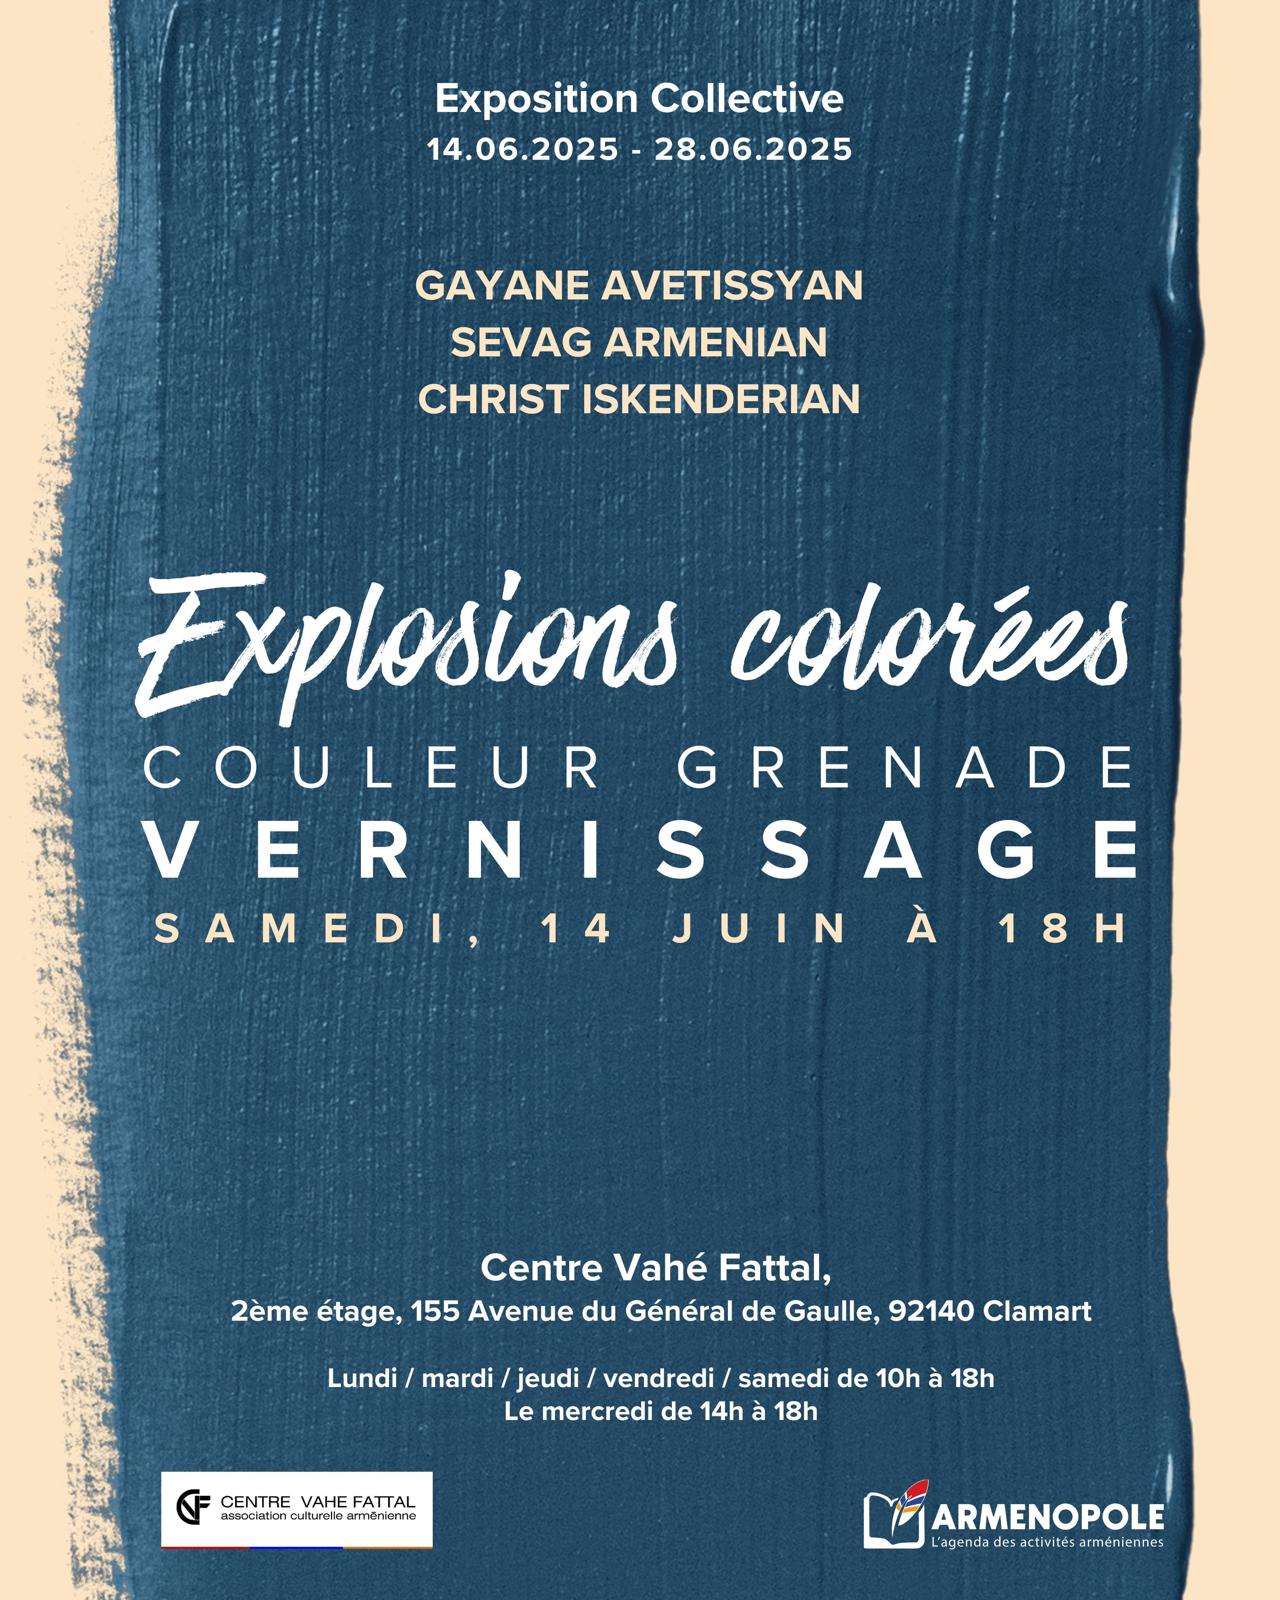 Exposition Collective
14.06.2025 - 28.06.2025
GAYANE AVETISSYAN
SEVAG ARMENIAN
CHRIST ISKENDERIAN
Explosions colorées
COULEUR GRENADE
VERNISSAGE
SAMEDI, 14 JUIN À 18H
Centre Vahé Fattal,
2ème étage, 155 Avenue du Général de Gaulle, 92140 Clamart
Lundi / mardi / jeudi / vendredi / samedi de 10h à 18h
Le mercredi de 14h à 18h
CENTRE VAHE FATTAL
association culturelle arménienne
ARMENOPOLE
L'agenda des activités arméniennes